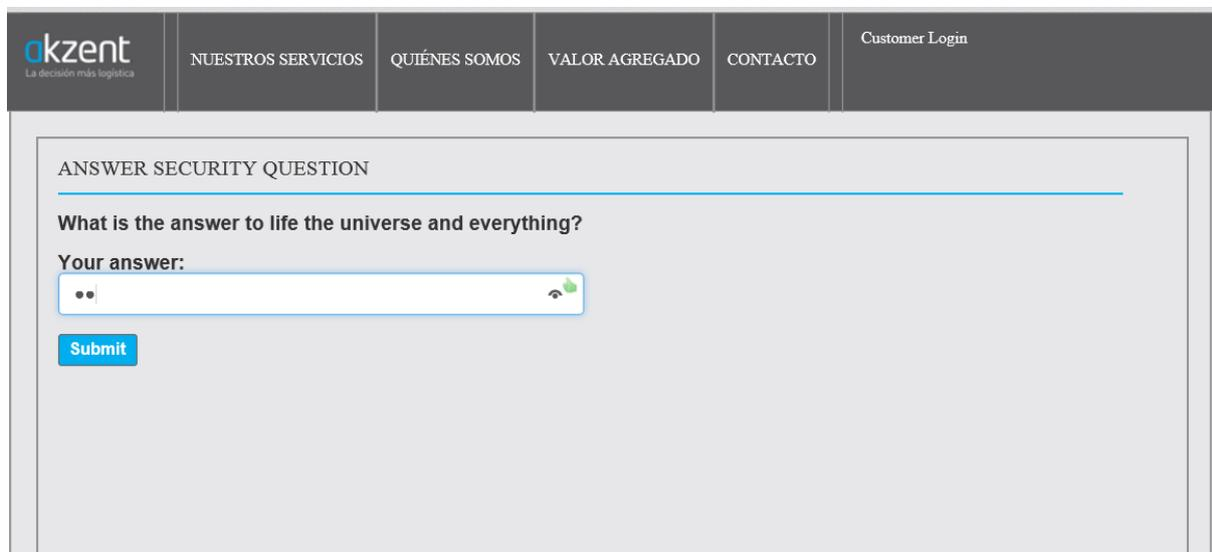 akzent
La decisión más logística
NUESTROS SERVICIOS
QUIÉNES SOMOS
VALOR AGREGADO
CONTACTO
Customer Login
ANSWER SECURITY QUESTION
What is the answer to life the universe and everything?
Your answer:
••
Submit